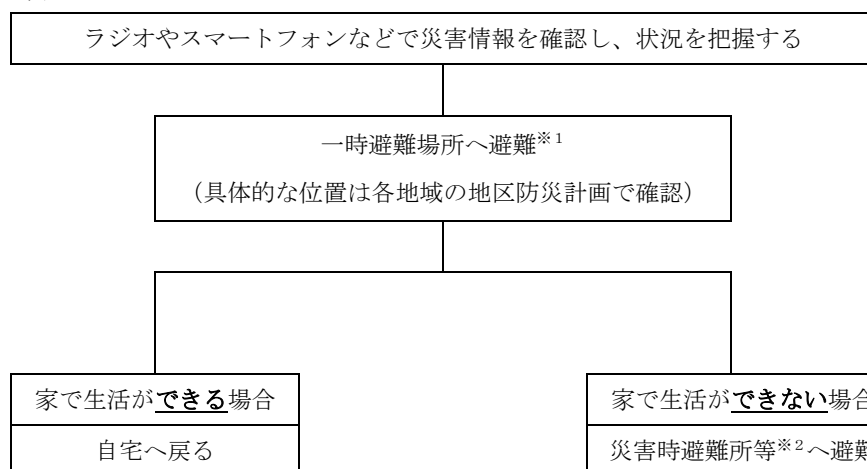 ラジオやスマートフォンなどで災害情報を確認し、状況を把握する
一時避難場所へ避難※1
（具体的な位置は各地域の地区防災計画で確認）
家で生活ができる場合
家で生活ができない場合
自宅へ戻る
災害時避難所等※2へ避難